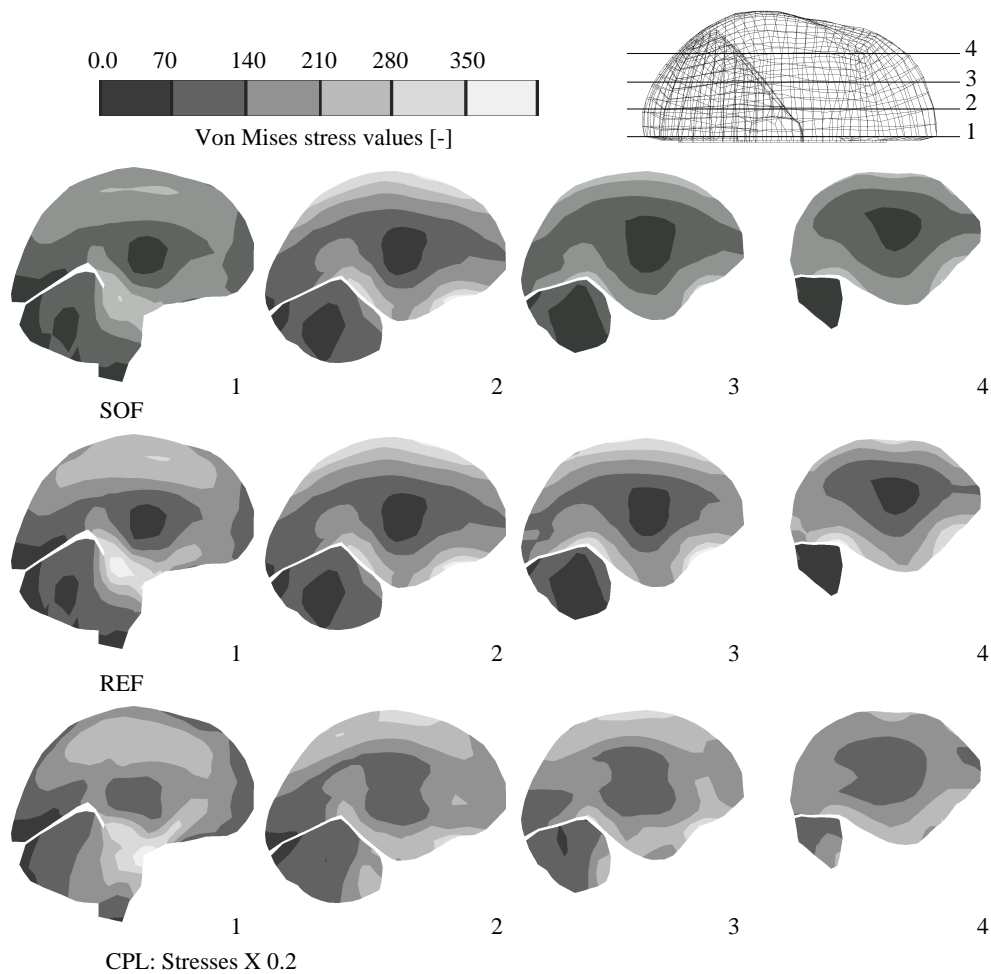 0.0 70 140 210 280 350
Von Mises stress values [-]
4
3
2
1
1 2 3 4
SOF
1 2 3 4
REF
1 2 3 4
CPL: Stresses X 0.2